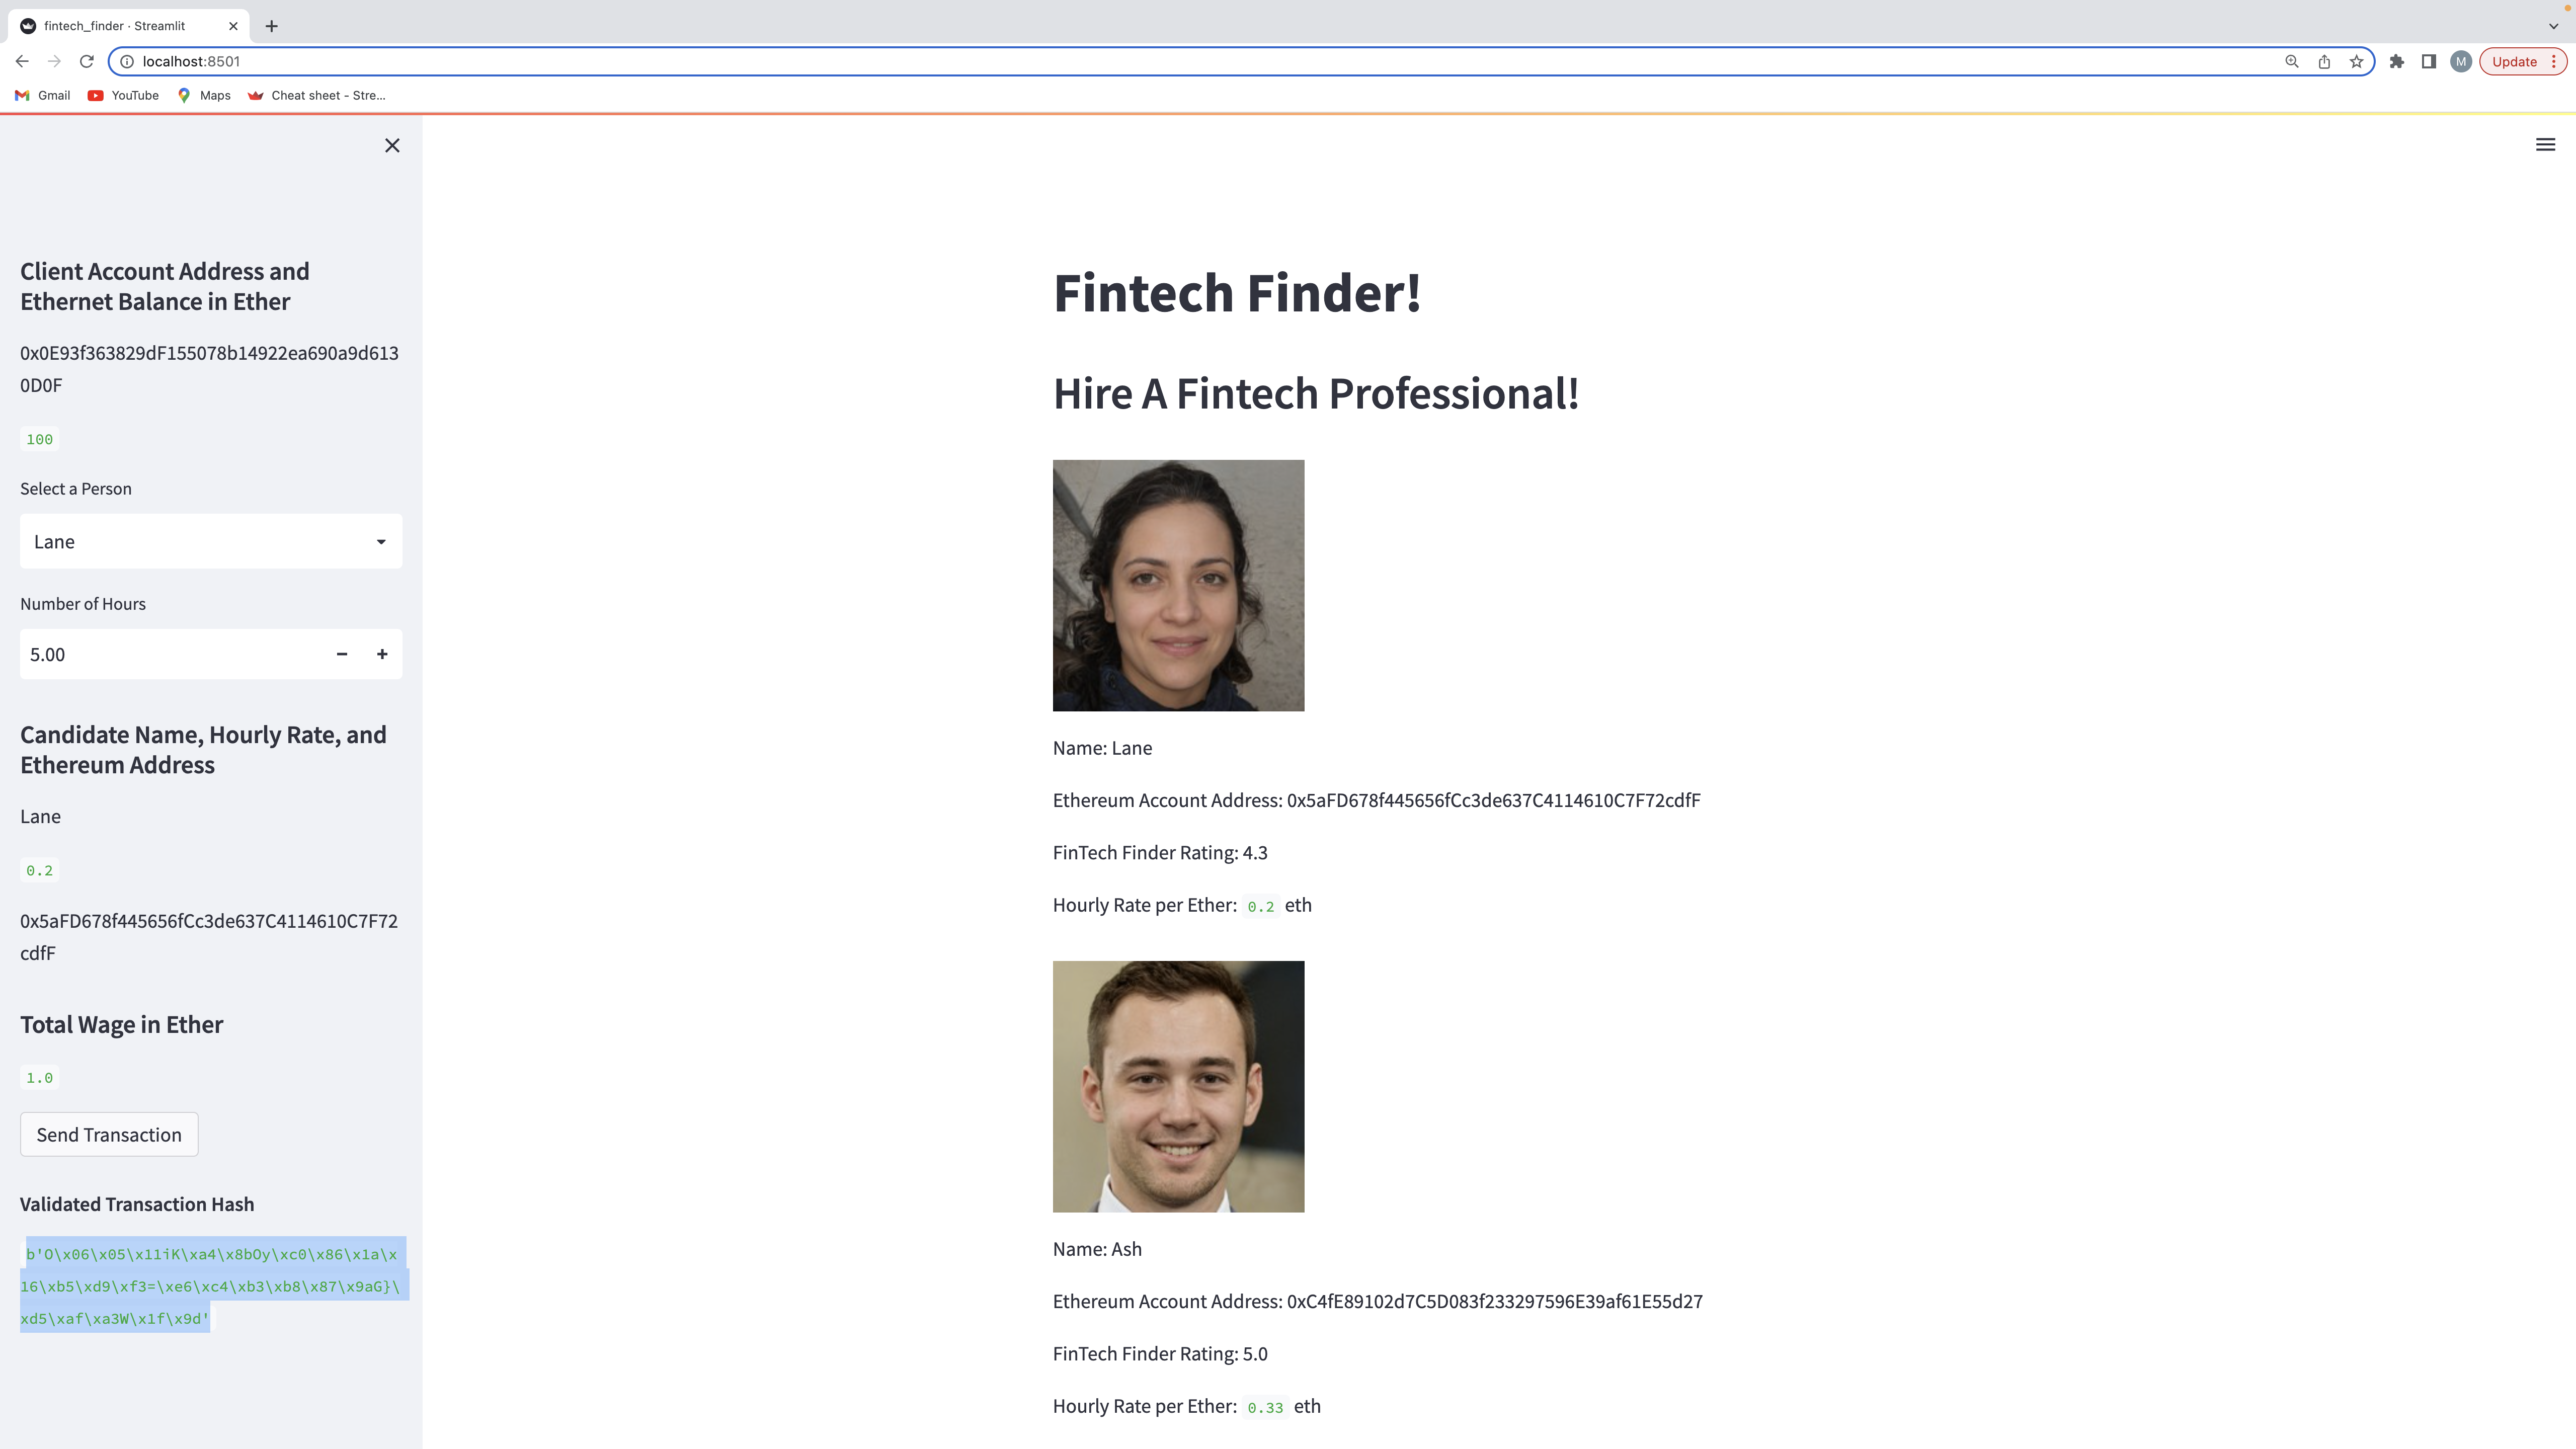 fintech_finder · Streamlit
localhost:8501
M
Update
Gmail
YouTube
Maps
Cheat sheet - Stre...
Client Account Address and
Ethernet Balance in Ether
0x0E93f363829dF155078b14922ea690a9d613
0D0F
100
Select a Person
Lane
Number of Hours
5.00
Candidate Name, Hourly Rate, and
Ethereum Address
Lane
0.2
0x5aFD678f445656fCc3de637C4114610C7F72
cdfF
Total Wage in Ether
1.0
Send Transaction
Validated Transaction Hash
b'O\x06\x05\x11iK\xa4\x8bOy\xc0\x86\x1a\x
16\xb5\xd9\xf3=\xe6\xc4\xb3\xb8\x87\x9aG}\
xd5\xaf\xa3W\x1f\x9d'
Fintech Finder!
Hire A Fintech Professional!
Name: Lane
Ethereum Account Address: 0x5aFD678f445656fCc3de637C4114610C7F72cdfF
FinTech Finder Rating: 4.3
Hourly Rate per Ether: 0.2 eth
Name: Ash
Ethereum Account Address: 0xC4fE89102d7C5D083f233297596E39af61E55d27
FinTech Finder Rating: 5.0
Hourly Rate per Ether: 0.33 eth